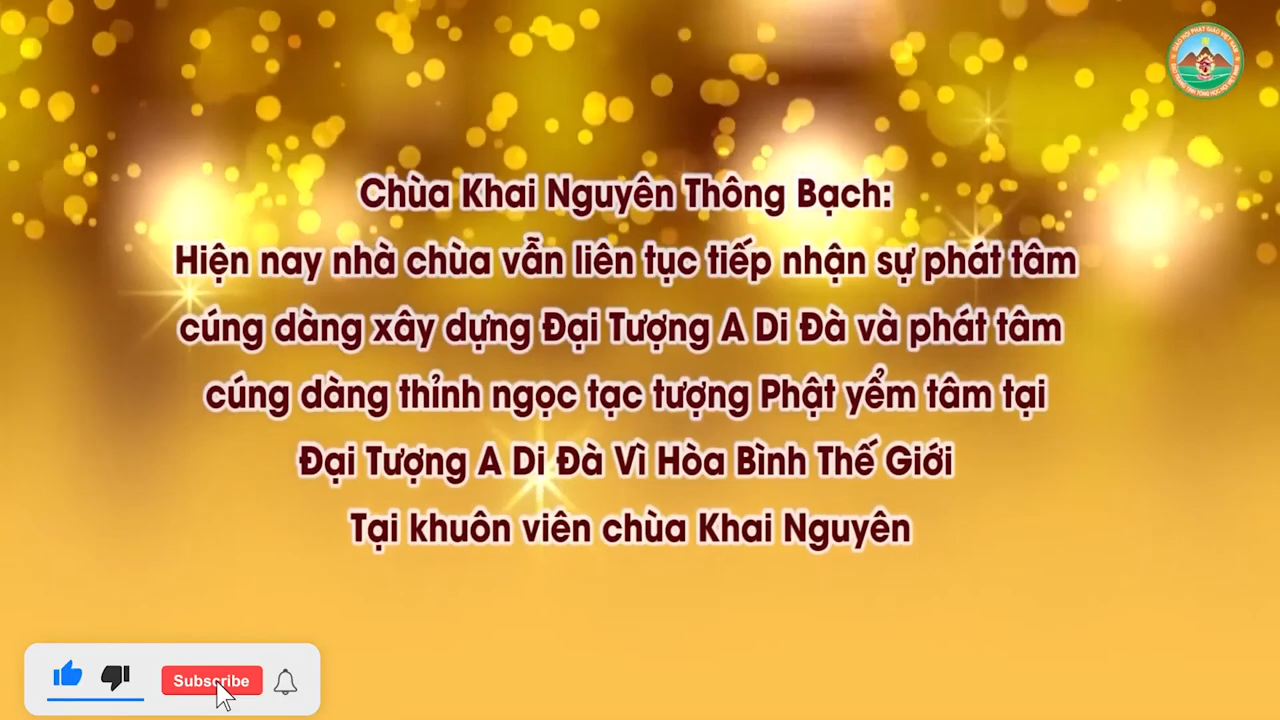 Chùa Khai Nguyên Thông Bạch:
Hiện nay nhà chùa vẫn liên tục tiếp nhận sự phát tâm
cúng dàng xây dựng Đại Tượng A Di Đà và phát tâm
cúng dàng thỉnh ngọc tạc tượng Phật yểm tâm tại
Đại Tượng A Di Đà Vì Hòa Bình Thế Giới
Tại khuôn viên chùa Khai Nguyên
Subscribe